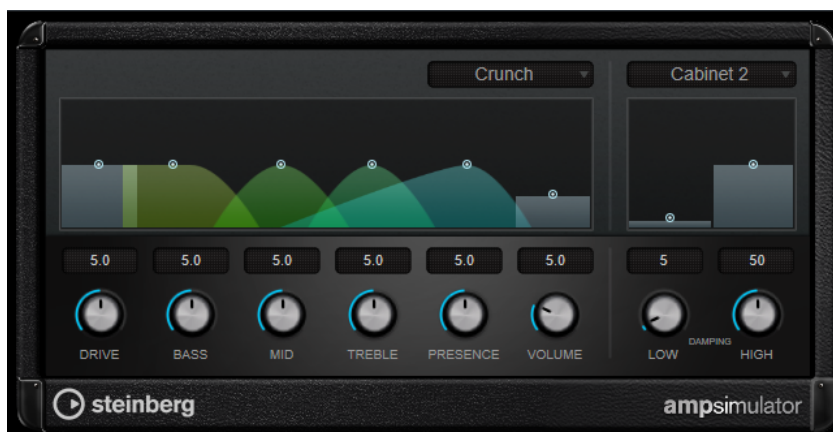 Crunch Cabinet 2
5.0 5.0 5.0 5.0 5.0 5.0 5 50
DRIVE BASS MID TREBLE PRESENCE VOLUME LOW DAMPING HIGH
steinberg ampsimulator